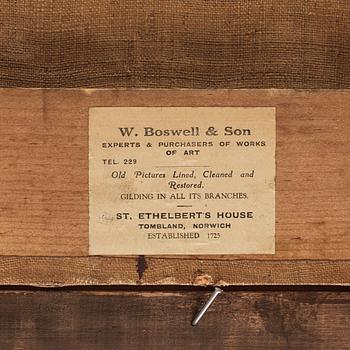 W. Boswell & Son
EXPERTS & PURCHASERS OF WORKS
OF ART
TEL. 229
Old Pictures Lined, Cleaned and
Restored.
GILDING IN ALL ITS BRANCHES.
ST. ETHELBERT'S HOUSE
TOMBLAND, NORWICH
ESTABLISHED 1725